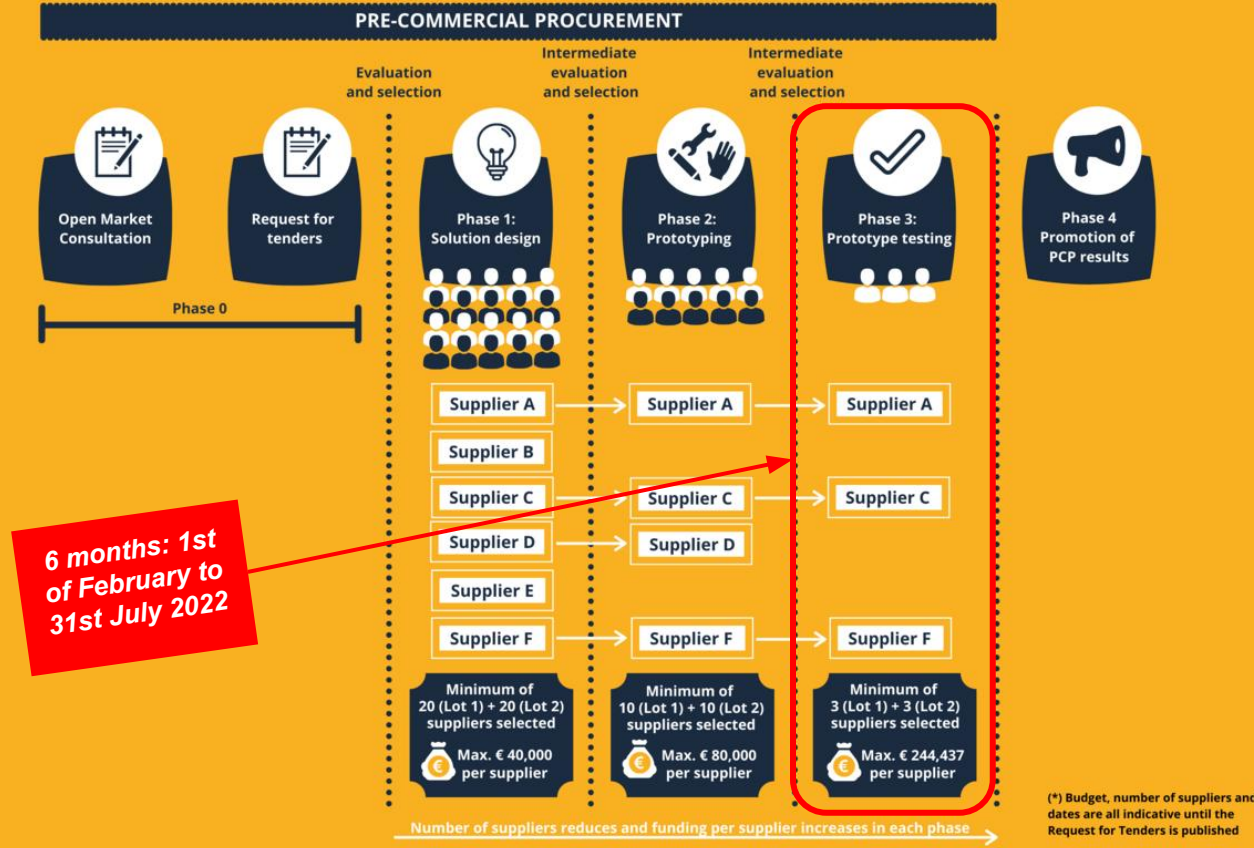 PRE-COMMERCIAL PROCUREMENT
Evaluation
and selection
Intermediate
evaluation
and selection
Intermediate
evaluation
and selection
Open Market
Consultation
Request for
tenders
Phase 1:
Solution design
Phase 2:
Prototyping
Phase 3:
Prototype testing
Phase 4
Promotion of
PCP results
Phase 0
Supplier A
Supplier A
Supplier A
Supplier B
Supplier C
Supplier C
Supplier C
Supplier D
Supplier D
Supplier E
Supplier F
Supplier F
Supplier F
6 months: 1st
of February to
31st July 2022
Minimum of
20 (Lot 1) + 20 (Lot 2)
suppliers selected
€
Max. € 40,000
per supplier
Minimum of
10 (Lot 1) + 10 (Lot 2)
suppliers selected
€
Max. € 80,000
per supplier
Minimum of
3 (Lot 1) + 3 (Lot 2)
suppliers selected
€
Max. € 244,437
per supplier
Number of suppliers reduces and funding per supplier increases in each phase
(*) Budget, number of suppliers and
dates are all indicative until the
Request for Tenders is published